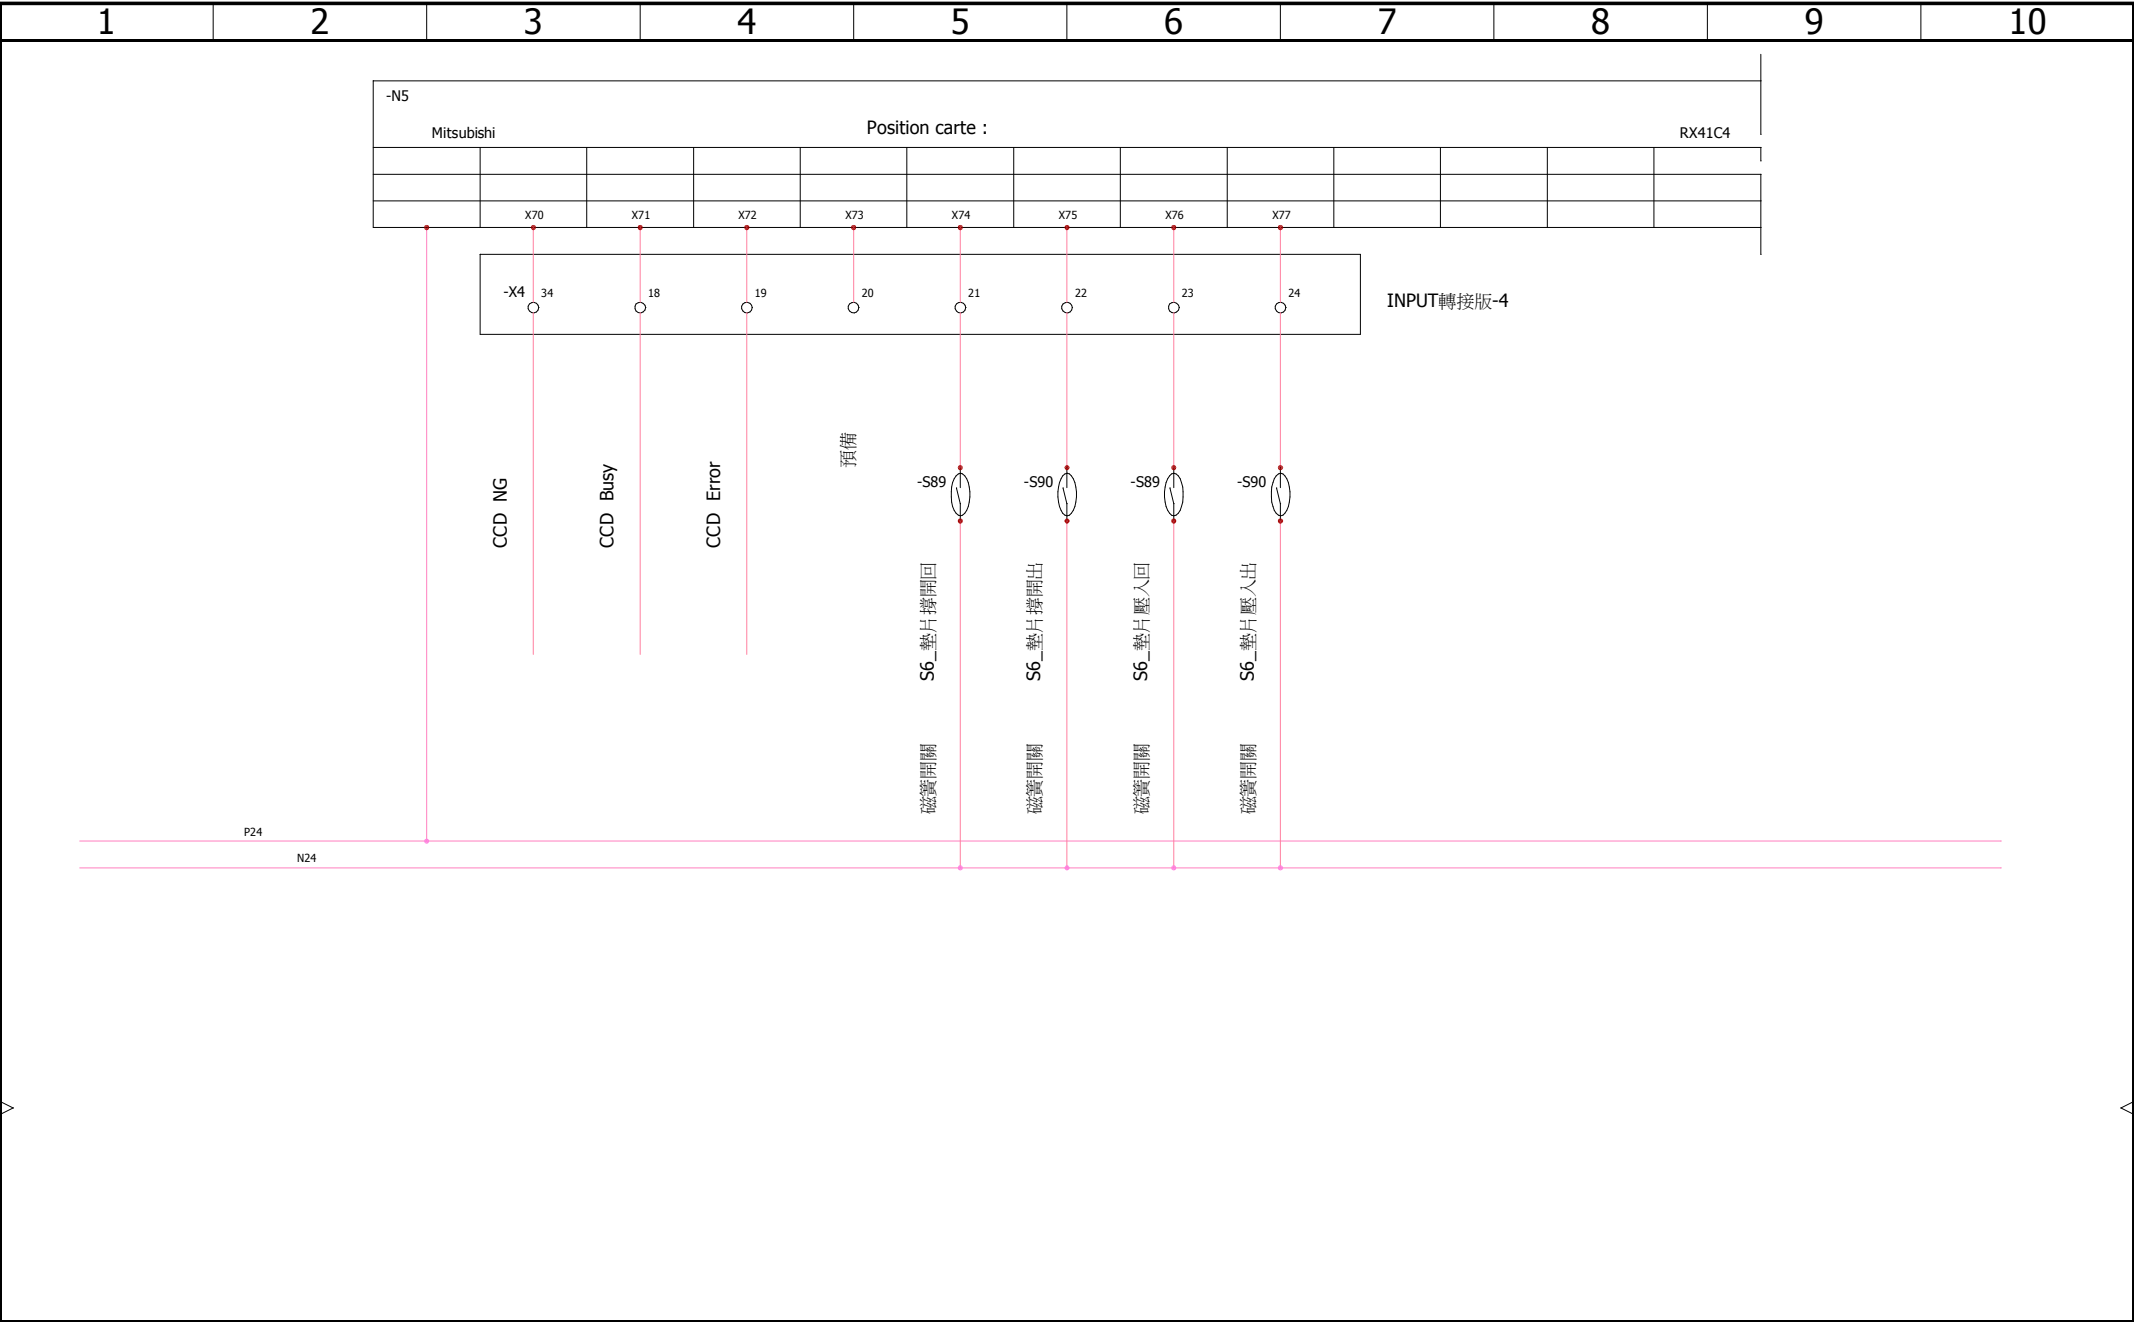 1 2 3 4 5 6 7 8 9 10
-N5
Mitsubishi Position carte : RX41C4
X70 X71 X72 X73 X74 X75 X76 X77
-X4 34 18 19 20 21 22 23 24
INPUT轉接版-4
CCD NG
CCD Busy
CCD Error
預備
-S89 -S90 -S89 -S90
S6_墊片撐開回
S6_墊片撐開出
S6_墊片壓入回
S6_墊片壓入出
磁簧開關
磁簧開關
磁簧開關
磁簧開關
P24
N24